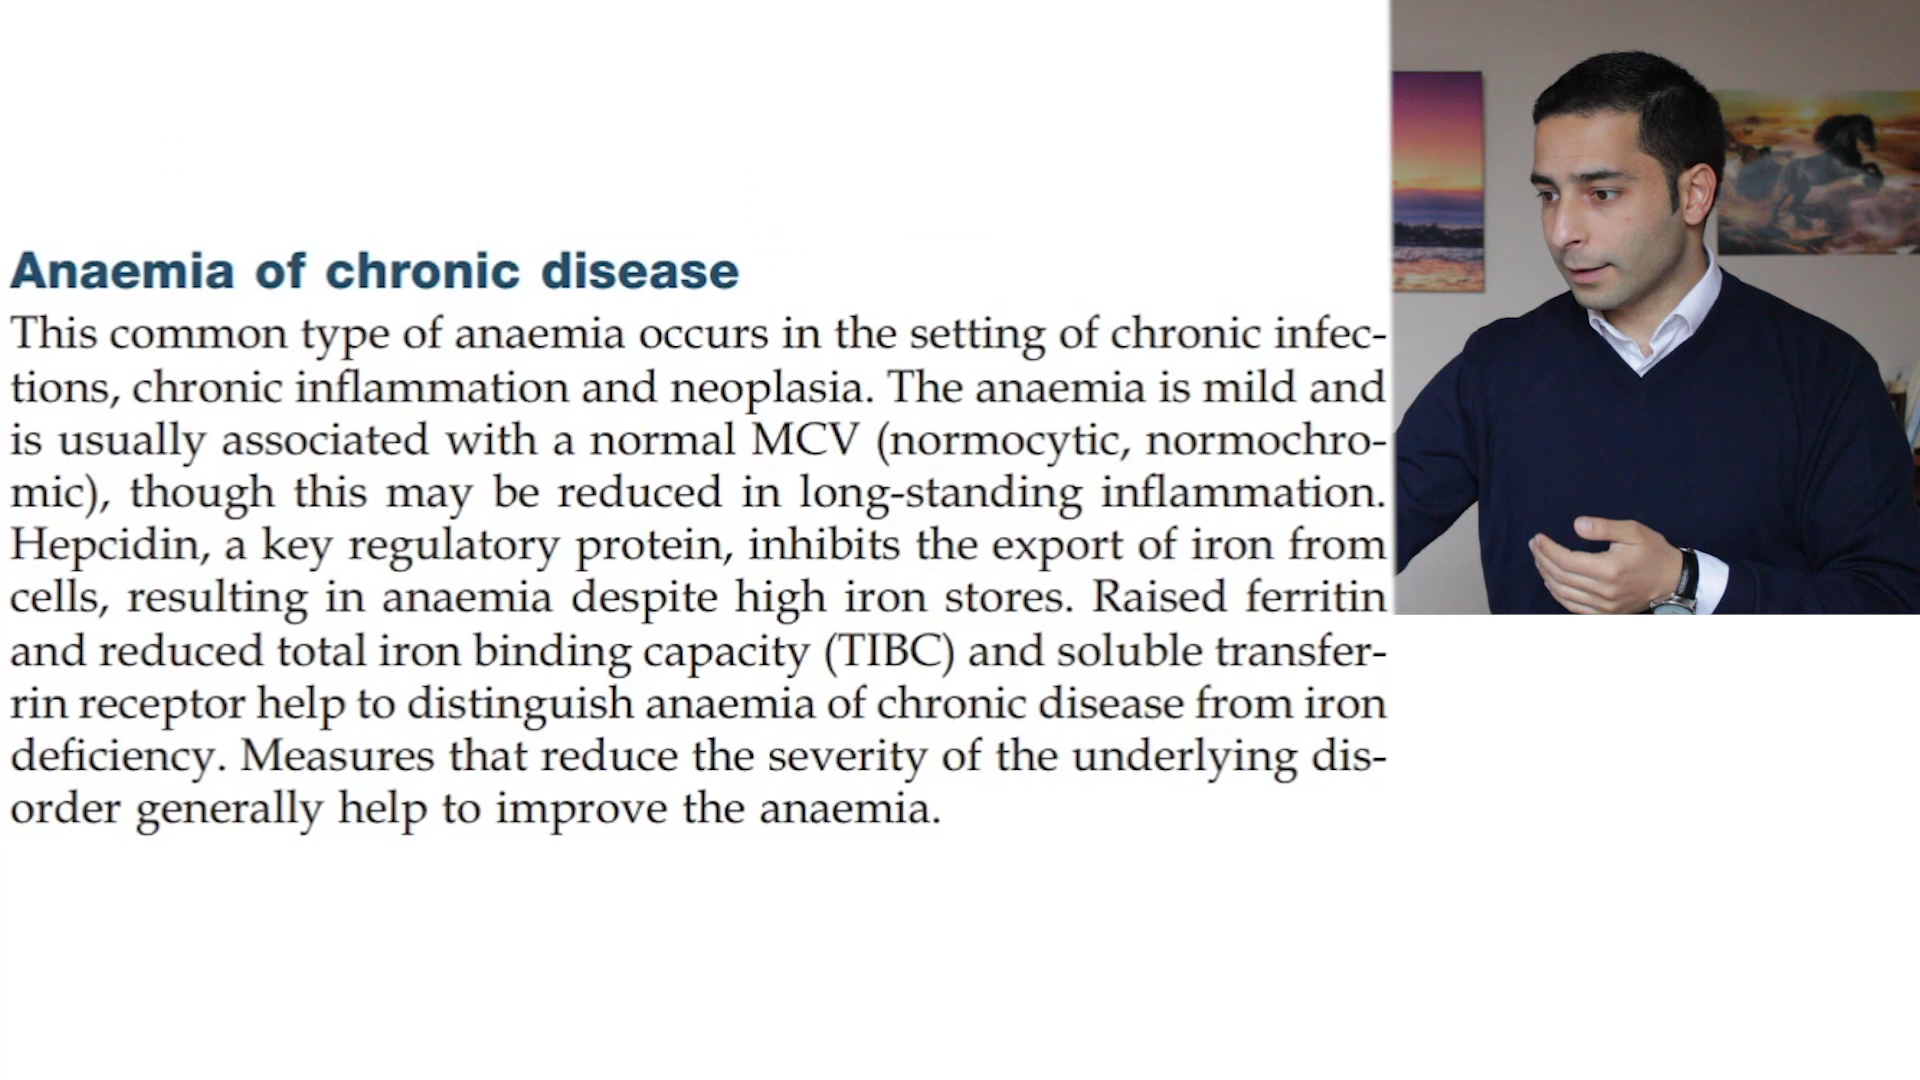 Anaemia of chronic disease
This common type of anaemia occurs in the setting of chronic infec-
tions, chronic inflammation and neoplasia. The anaemia is mild and
is usually associated with a normal MCV (normocytic, normochro-
mic), though this may be reduced in long-standing inflammation.
Hepcidin, a key regulatory protein, inhibits the export of iron from
cells, resulting in anaemia despite high iron stores. Raised ferritin
and reduced total iron binding capacity (TIBC) and soluble transfer-
rin receptor help to distinguish anaemia of chronic disease from iron
deficiency. Measures that reduce the severity of the underlying dis-
order generally help to improve the anaemia.